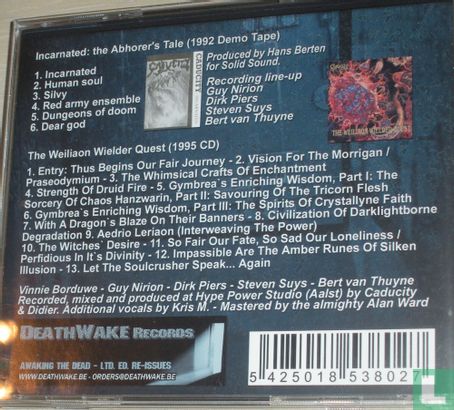 Incarnated: the Abhorer's Tale (1992 Demo Tape)
1. Incarnated
2. Human soul
3. Silvy
4. Red army ensemble
5. Dungeons of doom
6. Dear god
CADUCITY
Produced by Hans Berten
for Solid Sound.
Recording line-up
Guy Nirion
Dirk Piers
Steven Suys
Bert van Thuyne
THE WEILIAON WIELDER QUEST
The Weiliaon Wielder Quest (1995 CD)
1. Entry: Thus Begins Our Fair Journey - 2. Vision For The Morrigan /
Praseodymium - 3. The Whimsical Crafts Of Enchantment
4. Strength Of Druid Fire - 5. Gymbrea`s Enriching Wisdom, Part I: The
Sorcery Of Chaos Hanzwarin, Part II: Savouring Of The Tricorn Flesh
6. Gymbrea`s Enriching Wisdom, Part III: The Spirits Of Crystallyne Faith
7. With A Dragon`s Blaze On Their Banners - 8. Civilization Of Darklightborne
Degradation 9. Aedrio Leriaon (Interweaving The Power)
10. The Witches` Desire - 11. So Fair Our Fate, So Sad Our Loneliness /
Perfidious In It`s Divinity - 12. Impassible Are The Amber Runes Of Silken
Illusion - 13. Let The Soulcrusher Speak... Again
Vinnie Borduwe - Guy Nirion - Dirk Piers - Steven Suys - Bert van Thuyne
Recorded, mixed and produced at Hype Power Studio (Aalst) by Caducity
& Didier. Additional vocals by Kris M. - Mastered by the almighty Alan Ward
DEATHWAKE RECORDS
AWAKING THE DEAD - LTD. ED. RE-ISSUES
WWW.DEATHWAKE.BE - ORDERS@DEATHWAKE.BE
5 425018 538027